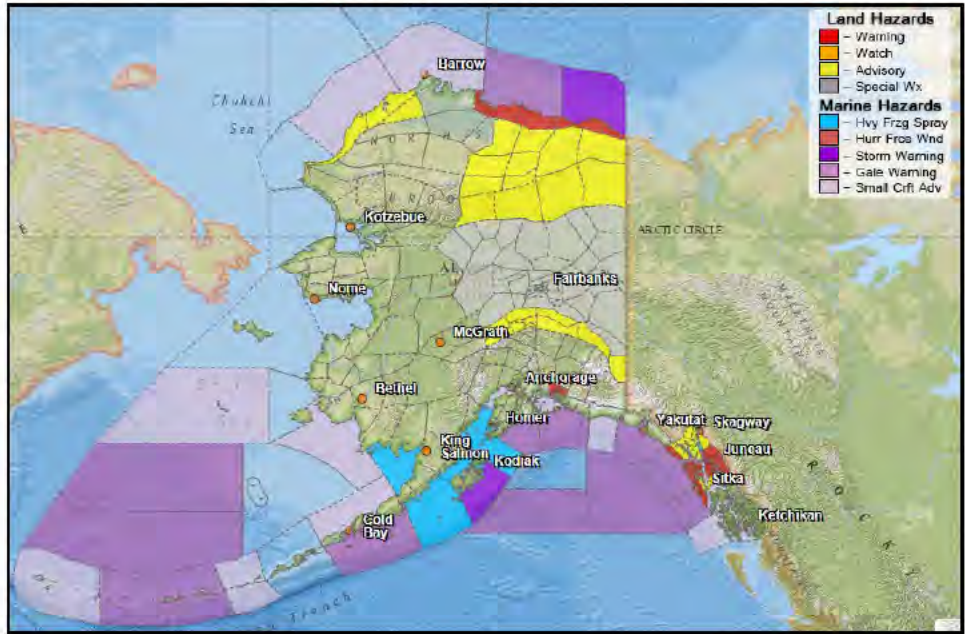 Land Hazards
– Warning
– Watch
– Advisory
– Special Wx
Marine Hazards
– Hvy Frzg Spray
– Hurr Frcs Wnd
– Storm Warning
– Gale Warning
– Small Crft Adv
Barrow
Chukchi
Sea
NORTH S
Kotzebue
ARCTIC CIRCLE
Fairbanks
Nome
McGrath
Anchorage
Bethel
Homer
Yakutat
Skagway
King
Salmon
Kodiak
Juneau
Sitka
Cold
Bay
Ketchikan
Trench